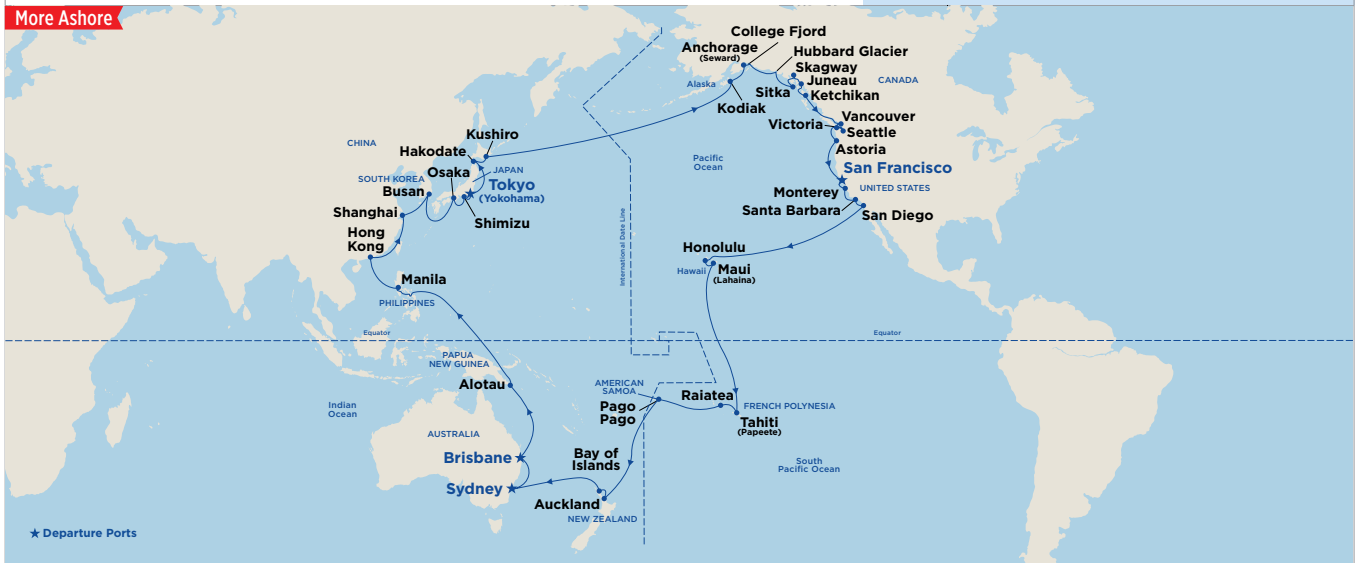 More Ashore
College Fjord
Anchorage
(Seward)
Hubbard Glacier
Skagway
Alaska
Juneau
CANADA
Sitka
Ketchikan
Kodiak
Vancouver
Victoria
Seattle
Kushiro
CHINA
Hakodate
Astoria
Pacific
Ocean
San Francisco
Osaka
JAPAN
SOUTH KOREA
Tokyo
(Yokohama)
Busan
UNITED STATES
Monterey
Santa Barbara
San Diego
Shanghai
Shimizu
Hong
Kong
International Date Line
Honolulu
Hawaii
Maui
(Lahaina)
Manila
PHILIPPINES
Equator
Equator
PAPUA
NEW GUINEA
Alotau
AMERICAN
SAMOA
Raiatea
FRENCH POLYNESIA
Pago
Pago
Tahiti
(Papeete)
Indian
Ocean
AUSTRALIA
Brisbane
Bay of
Islands
South
Pacific Ocean
Sydney
Auckland
NEW ZEALAND
★ Departure Ports